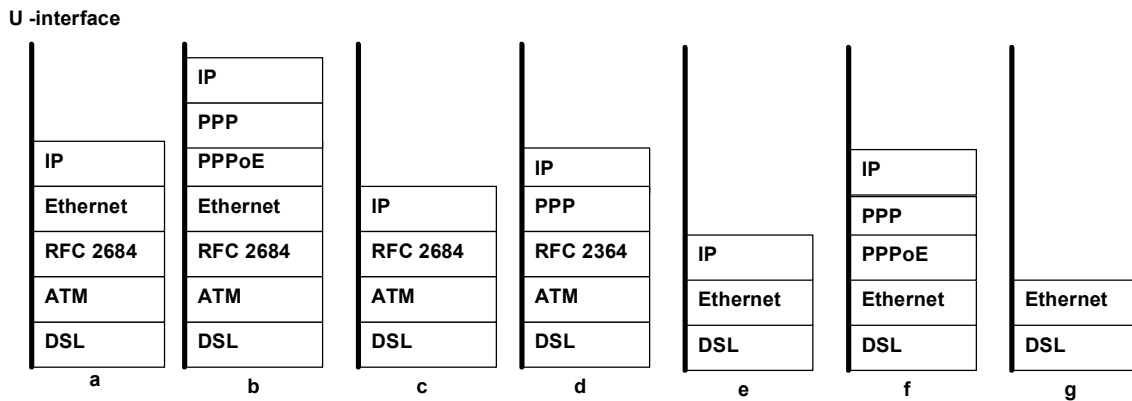 U -interface
IP
Ethernet
RFC 2684
ATM
DSL
a
IP
PPP
PPPoE
Ethernet
RFC 2684
ATM
DSL
b
IP
RFC 2684
ATM
DSL
c
IP
PPP
RFC 2364
ATM
DSL
d
IP
Ethernet
DSL
e
IP
PPP
PPPoE
Ethernet
DSL
f
Ethernet
DSL
g